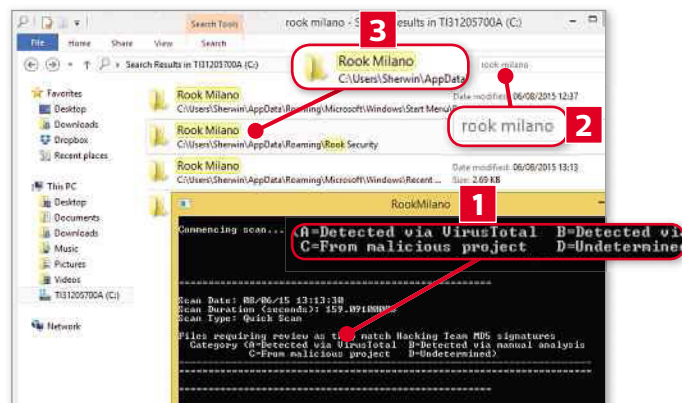 Search Tools
rook milano - S esults in TI31205700A (C:)
File Home Share View Search
Search Results in TI31205700A (C:)
rook milano
3
Rook Milano
C:\Users\Sherwin\AppData
2
rook milano
Favorites
Desktop
Downloads
Dropbox
Recent places
This PC
Desktop
Documents
Downloads
Music
Pictures
Videos
TI31205700A (C:)
Network
Rook Milano
C:\Users\Sherwin\AppData\Roaming\Microsoft\Windows\Start Menu\
Date modified: 06/08/2015 12:37
Rook Milano
C:\Users\Sherwin\AppData\Roaming\Rook Security
Rook Milano
C:\Users\Sherwin\AppData\Roaming\Microsoft\Windows\Recent ...
Date modified: 06/08/2015 13:13
Size: 2.69 KB
RookMilano
1
Commencing scan...
(A=Detected via VirusTotal B=Detected via
C=From malicious project D=Undetermined
Scan Date: 08/06/15 13:13:30
Scan Duration (seconds): 159.09100008
Scan Type: Quick Scan
Files requiring review as they match Hacking Team MD5 signatures
Category (A=Detected via VirusTotal B=Detected via manual analysis
C=From malicious project D=Undetermined)